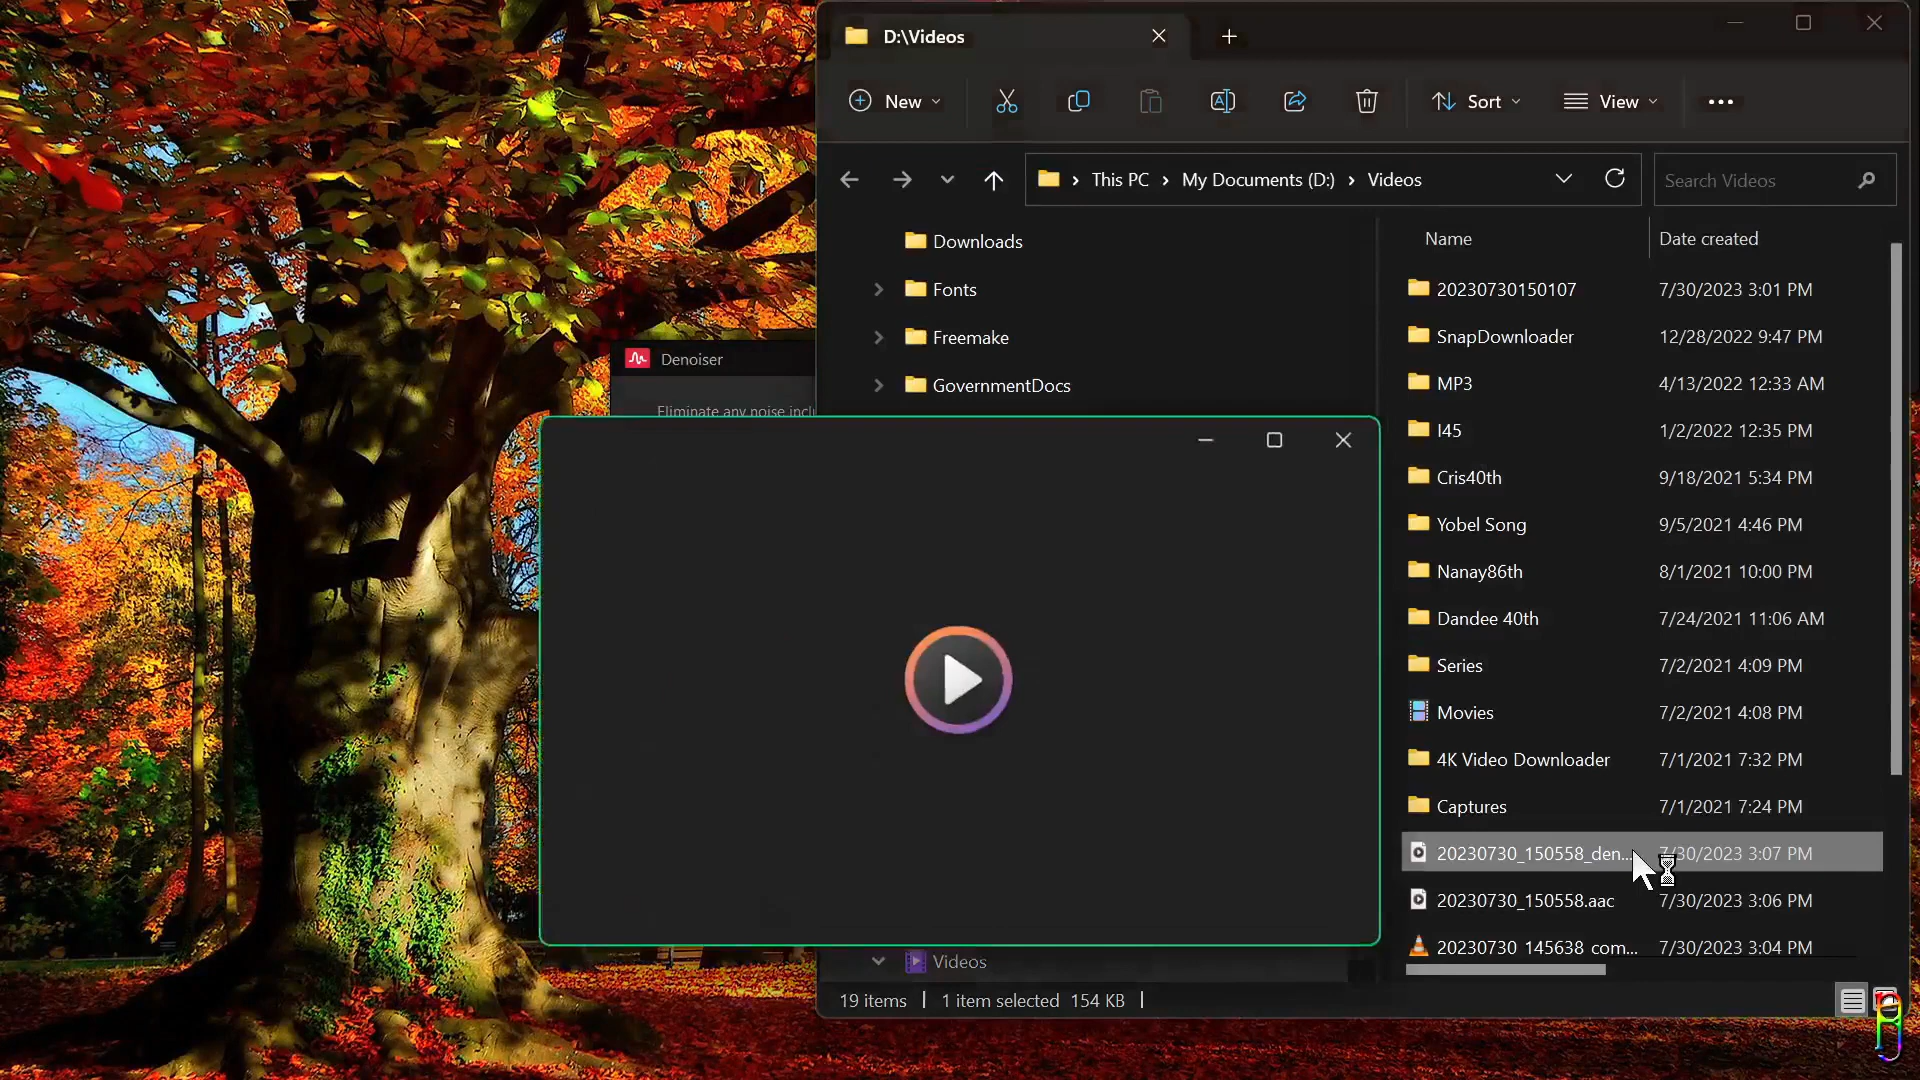 D:\Videos
New
Sort
View
This PC
My Documents (D:)
Videos
Search Videos
Downloads
Fonts
Freemake
GovernmentDocs
Name
Date created
20230730150107 7/30/2023 3:01 PM
SnapDownloader 12/28/2022 9:47 PM
MP3 4/13/2022 12:33 AM
I45 1/2/2022 12:35 PM
Cris40th 9/18/2021 5:34 PM
Yobel Song 9/5/2021 4:46 PM
Nanay86th 8/1/2021 10:00 PM
Dandee 40th 7/24/2021 11:06 AM
Series 7/2/2021 4:09 PM
Movies 7/2/2021 4:08 PM
4K Video Downloader 7/1/2021 7:32 PM
Captures 7/1/2021 7:24 PM
20230730_150558_den... 7/30/2023 3:07 PM
20230730_150558.aac 7/30/2023 3:06 PM
20230730_145638_com... 7/30/2023 3:04 PM
Denoiser
Eliminate any noise incl
Videos
19 items
1 item selected 154 KB